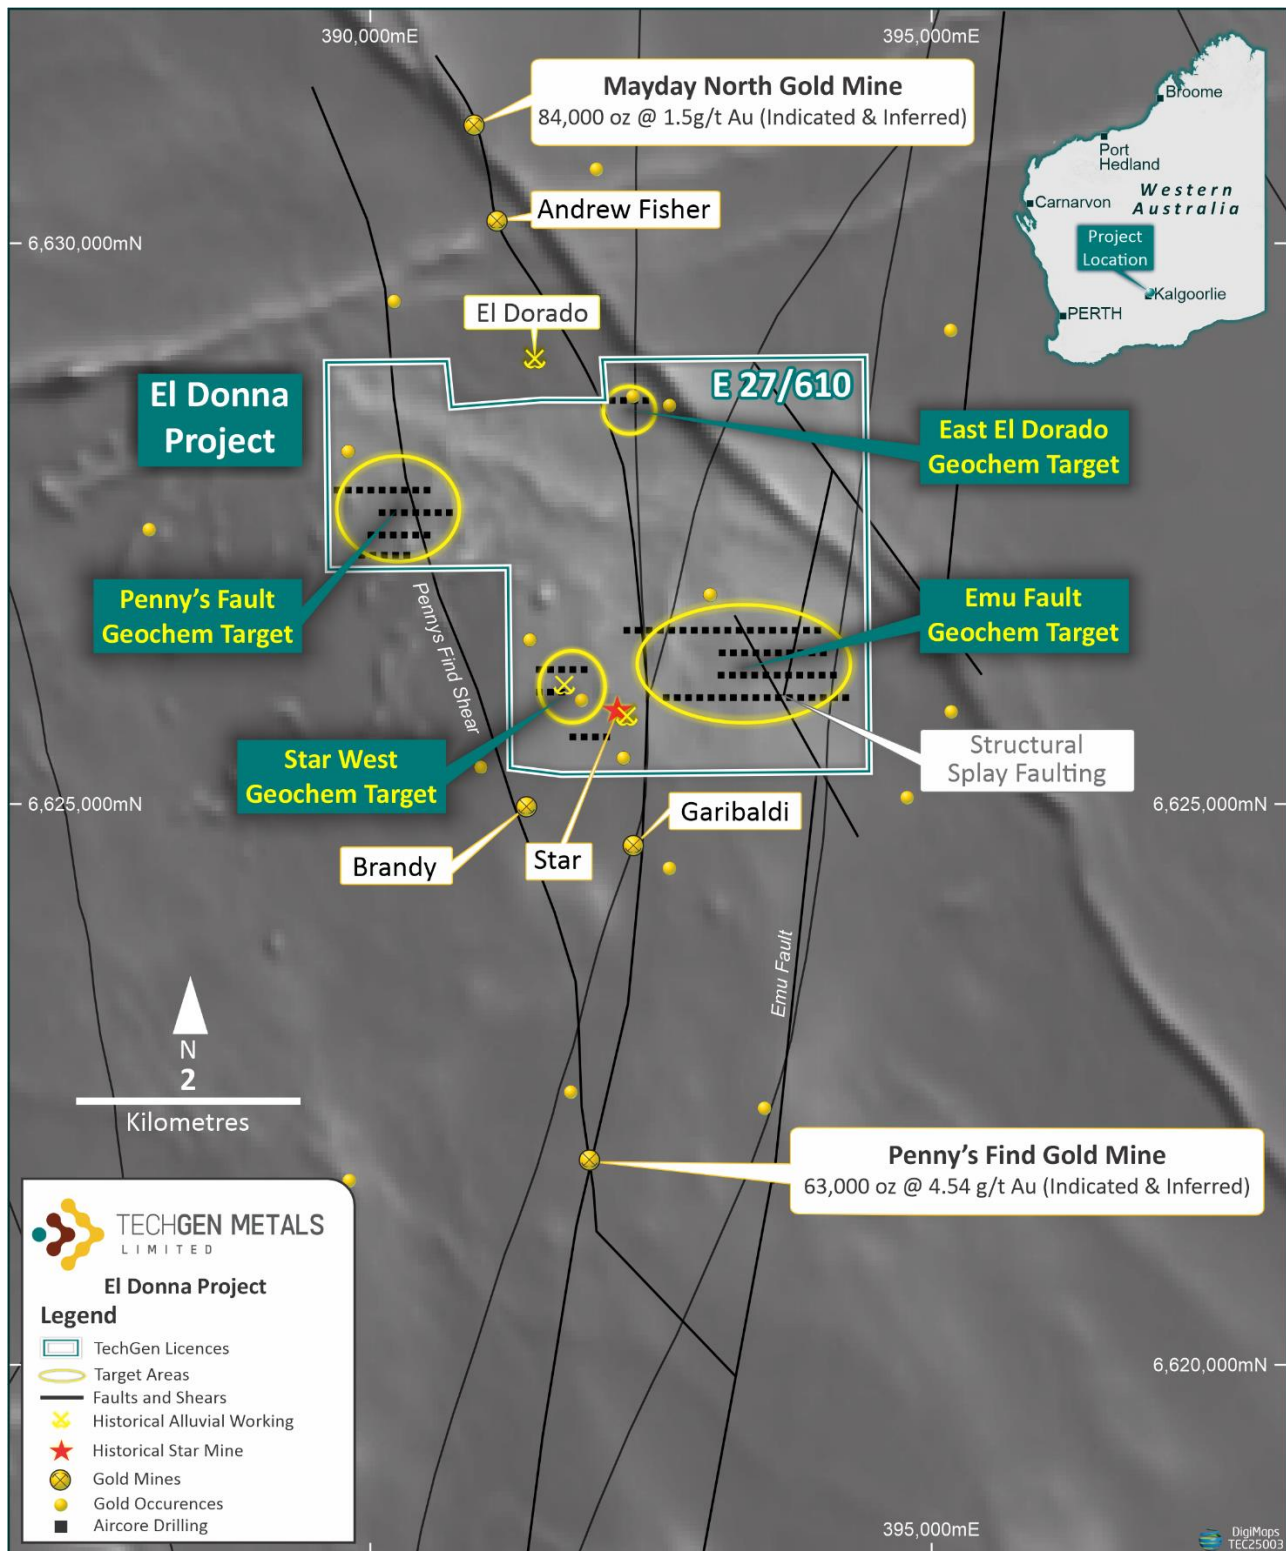 390,000mE
395,000mE
Mayday North Gold Mine
84,000 oz @ 1.5g/t Au (Indicated & Inferred)
Broome
Port
Hedland
Western
Australia
Carnarvon
Project
Location
Kalgoorlie
PERTH
Andrew Fisher
6,630,000mN
El Dorado
El Donna
Project
E 27/610
East El Dorado
Geochem Target
Penny's Fault
Geochem Target
Pennys Find Shear
Emu Fault
Geochem Target
Star West
Geochem Target
Structural
Splay Faulting
6,625,000mN
6,625,000mN
Garibaldi
Brandy
Star
Emu Fault
N
2
Kilometres
Penny's Find Gold Mine
63,000 oz @ 4.54 g/t Au (Indicated & Inferred)
TECHGEN METALS
LIMITED
El Donna Project
Legend
TechGen Licences
Target Areas
Faults and Shears
Historical Alluvial Working
Historical Star Mine
Gold Mines
Gold Occurences
Aircore Drilling
6,620,000mN
395,000mE
DigiMaps
TEC25003